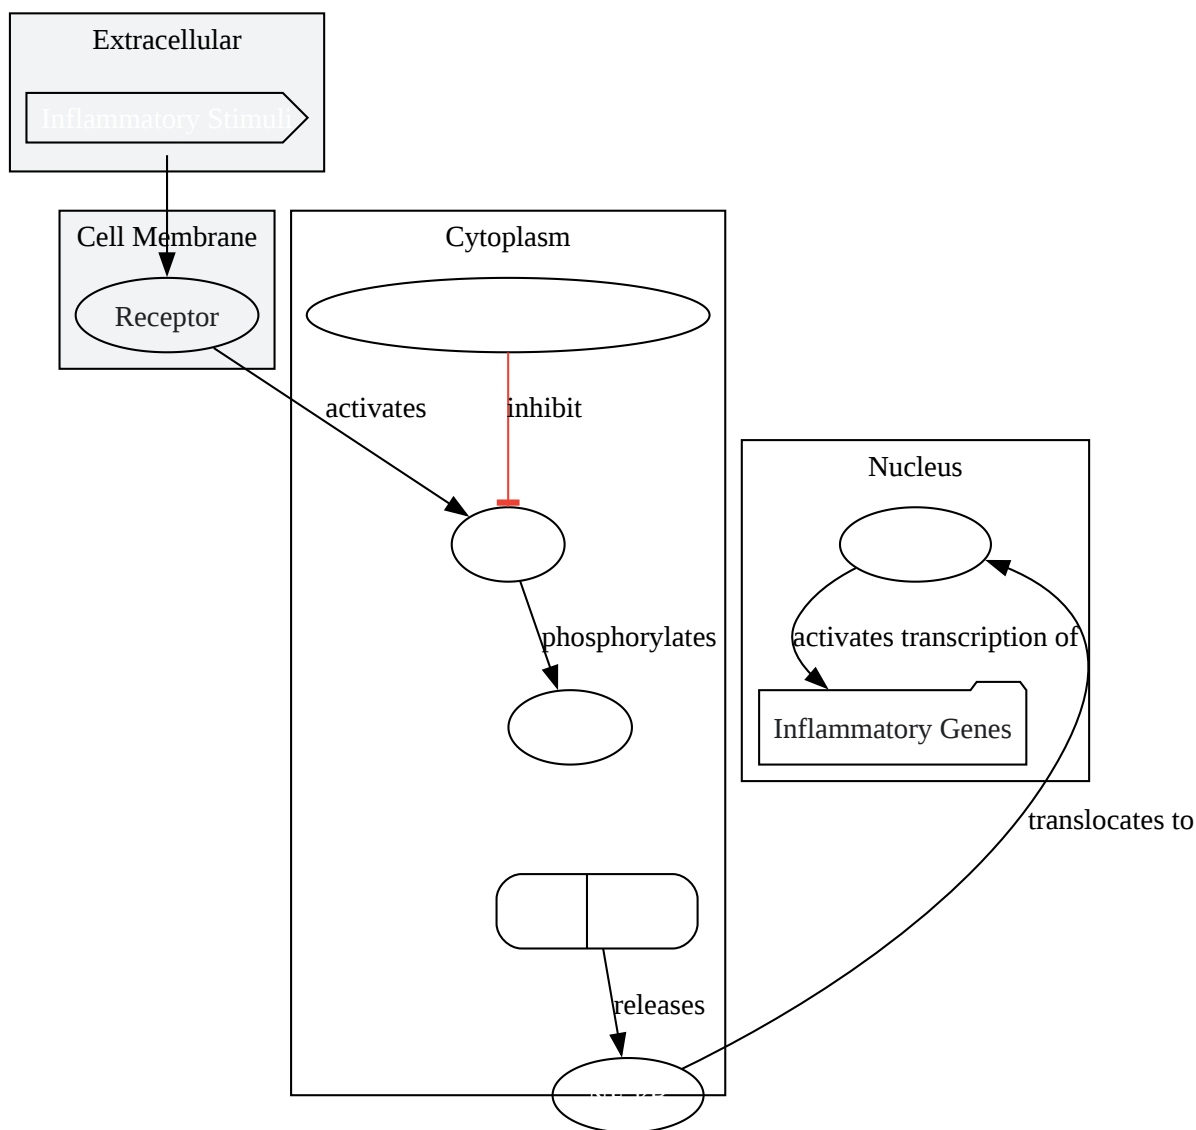 Extracellular
Inflammatory Stimuli
Cell Membrane
Cytoplasm
Receptor
activates
inhibit
Nucleus
phosphorylates
activates transcription of
Inflammatory Genes
translocates to
releases